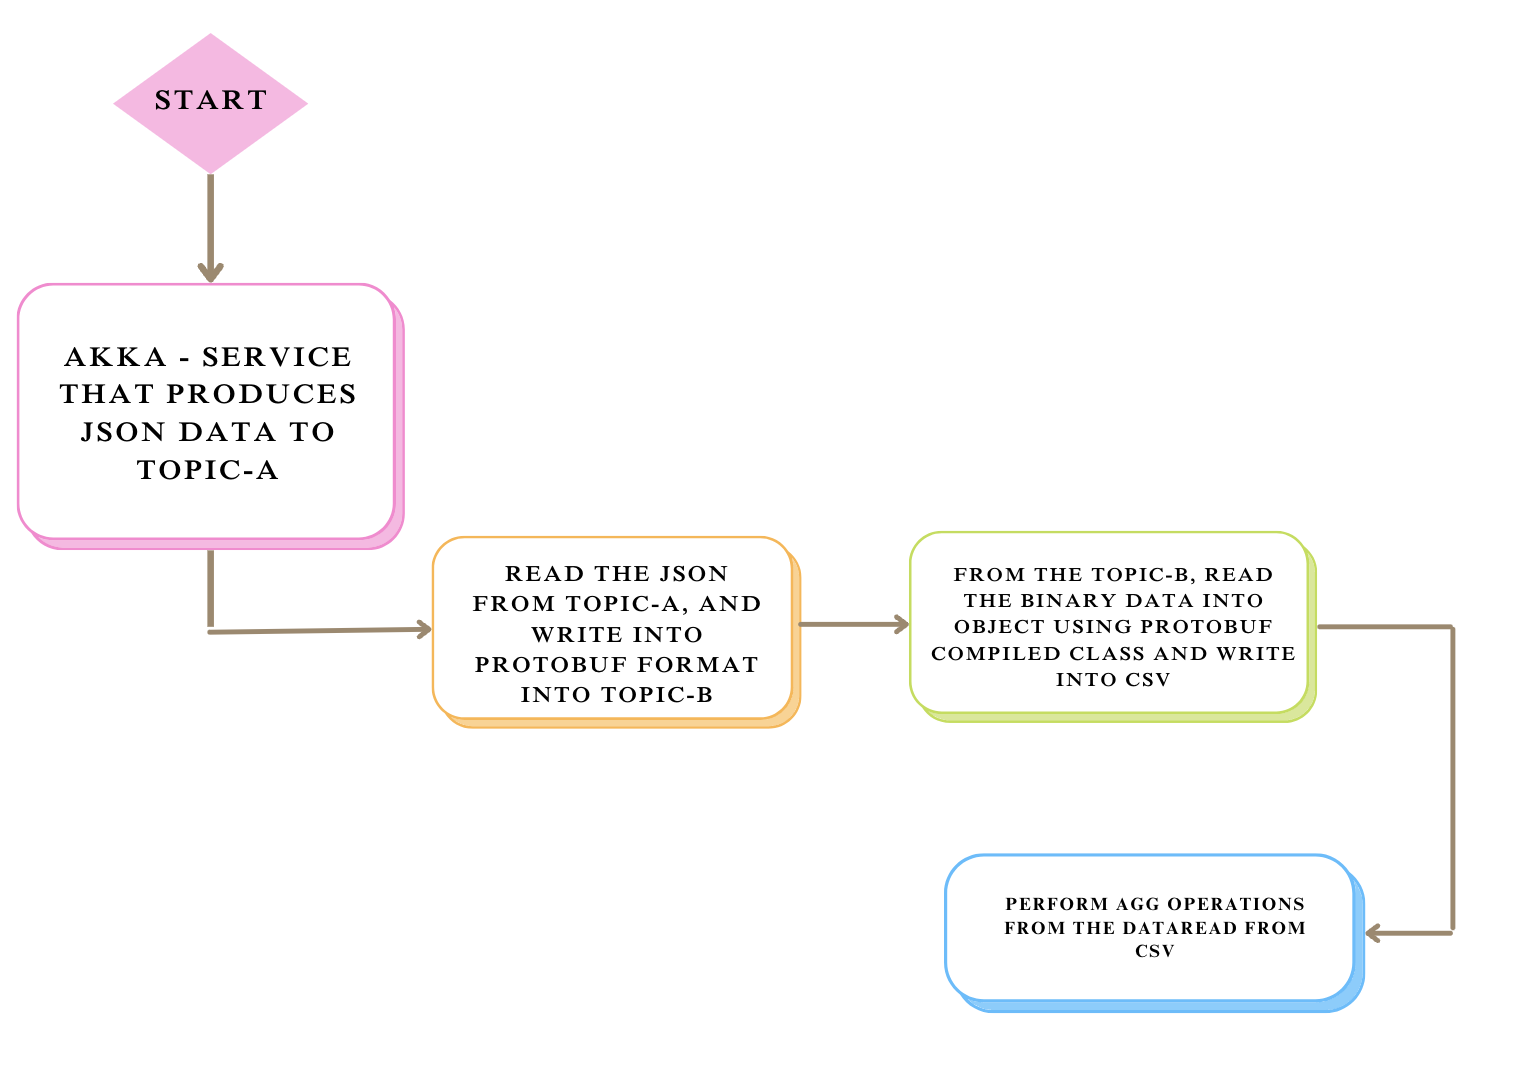 START
AKKA - SERVICE
THAT PRODUCES
JSON DATA TO
TOPIC-A
READ THE JSON
FROM TOPIC-A, AND
WRITE INTO
PROTOBUF FORMAT
INTO TOPIC-B
FROM THE TOPIC-B, READ
THE BINARY DATA INTO
OBJECT USING PROTOBUF
COMPILED CLASS AND WRITE
INTO CSV
PERFORM AGG OPERATIONS
FROM THE DATAREAD FROM
CSV